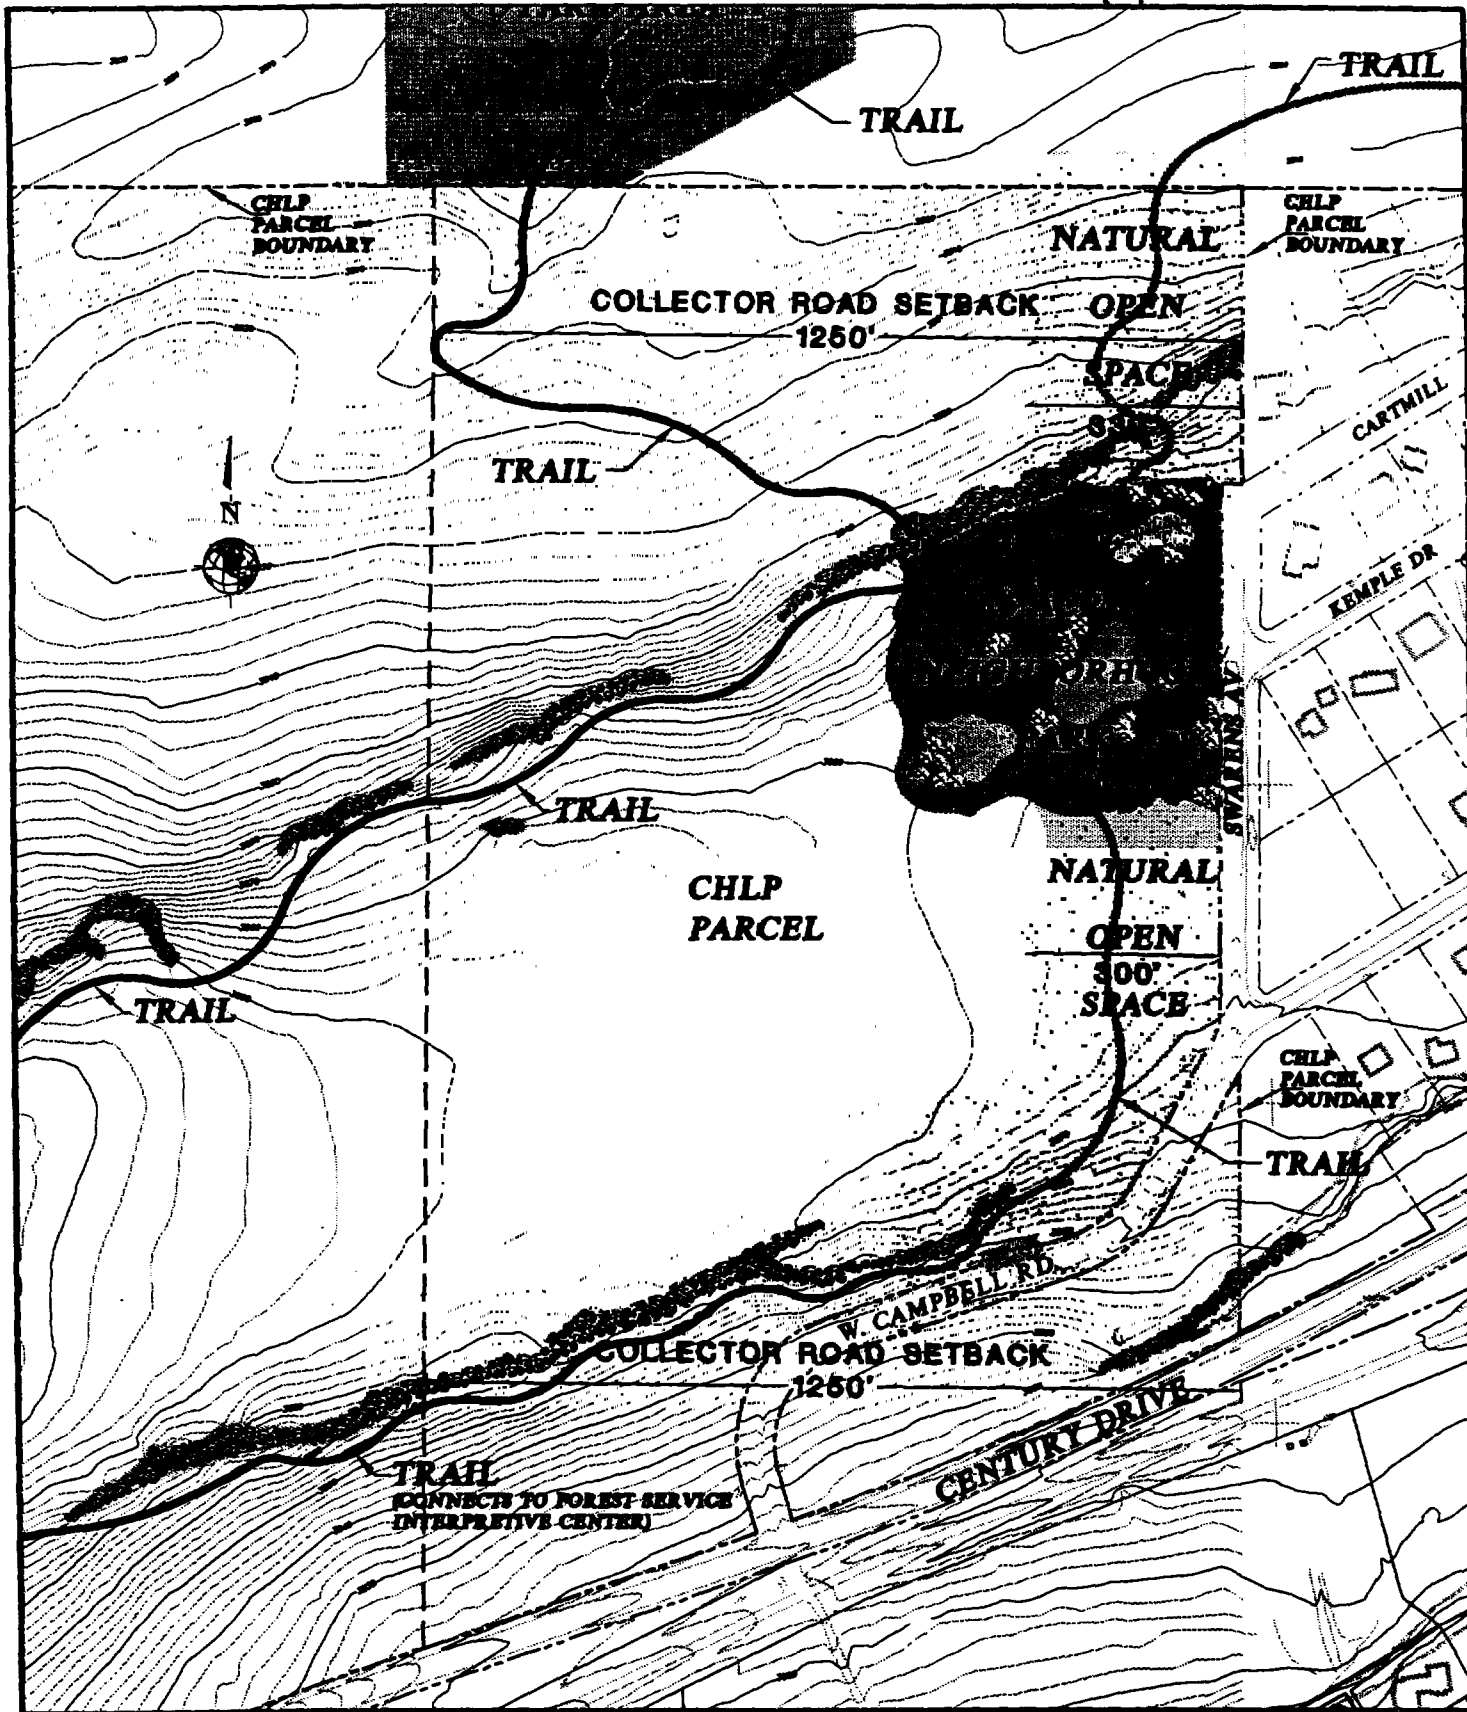 TRAIL
TRAIL
CHLP
PARCEL
BOUNDARY
CHLP
PARCEL
BOUNDARY
NATURAL
OPEN
SPACE
COLLECTOR ROAD SETBACK
1250'
CARTMILL
TRAIL
N
KEMPLE DR
TRAIL
CHLP
PARCEL
NATURAL
OPEN
300'
SPACE
TRAIL
CHLP
PARCEL
BOUNDARY
TRAIL
W. CAMPBELL RD
COLLECTOR ROAD SETBACK
1250'
CENTURY DRIVE
TRAIL
(CONNECTS TO FOREST SERVICE
INTERPRETIVE CENTER)